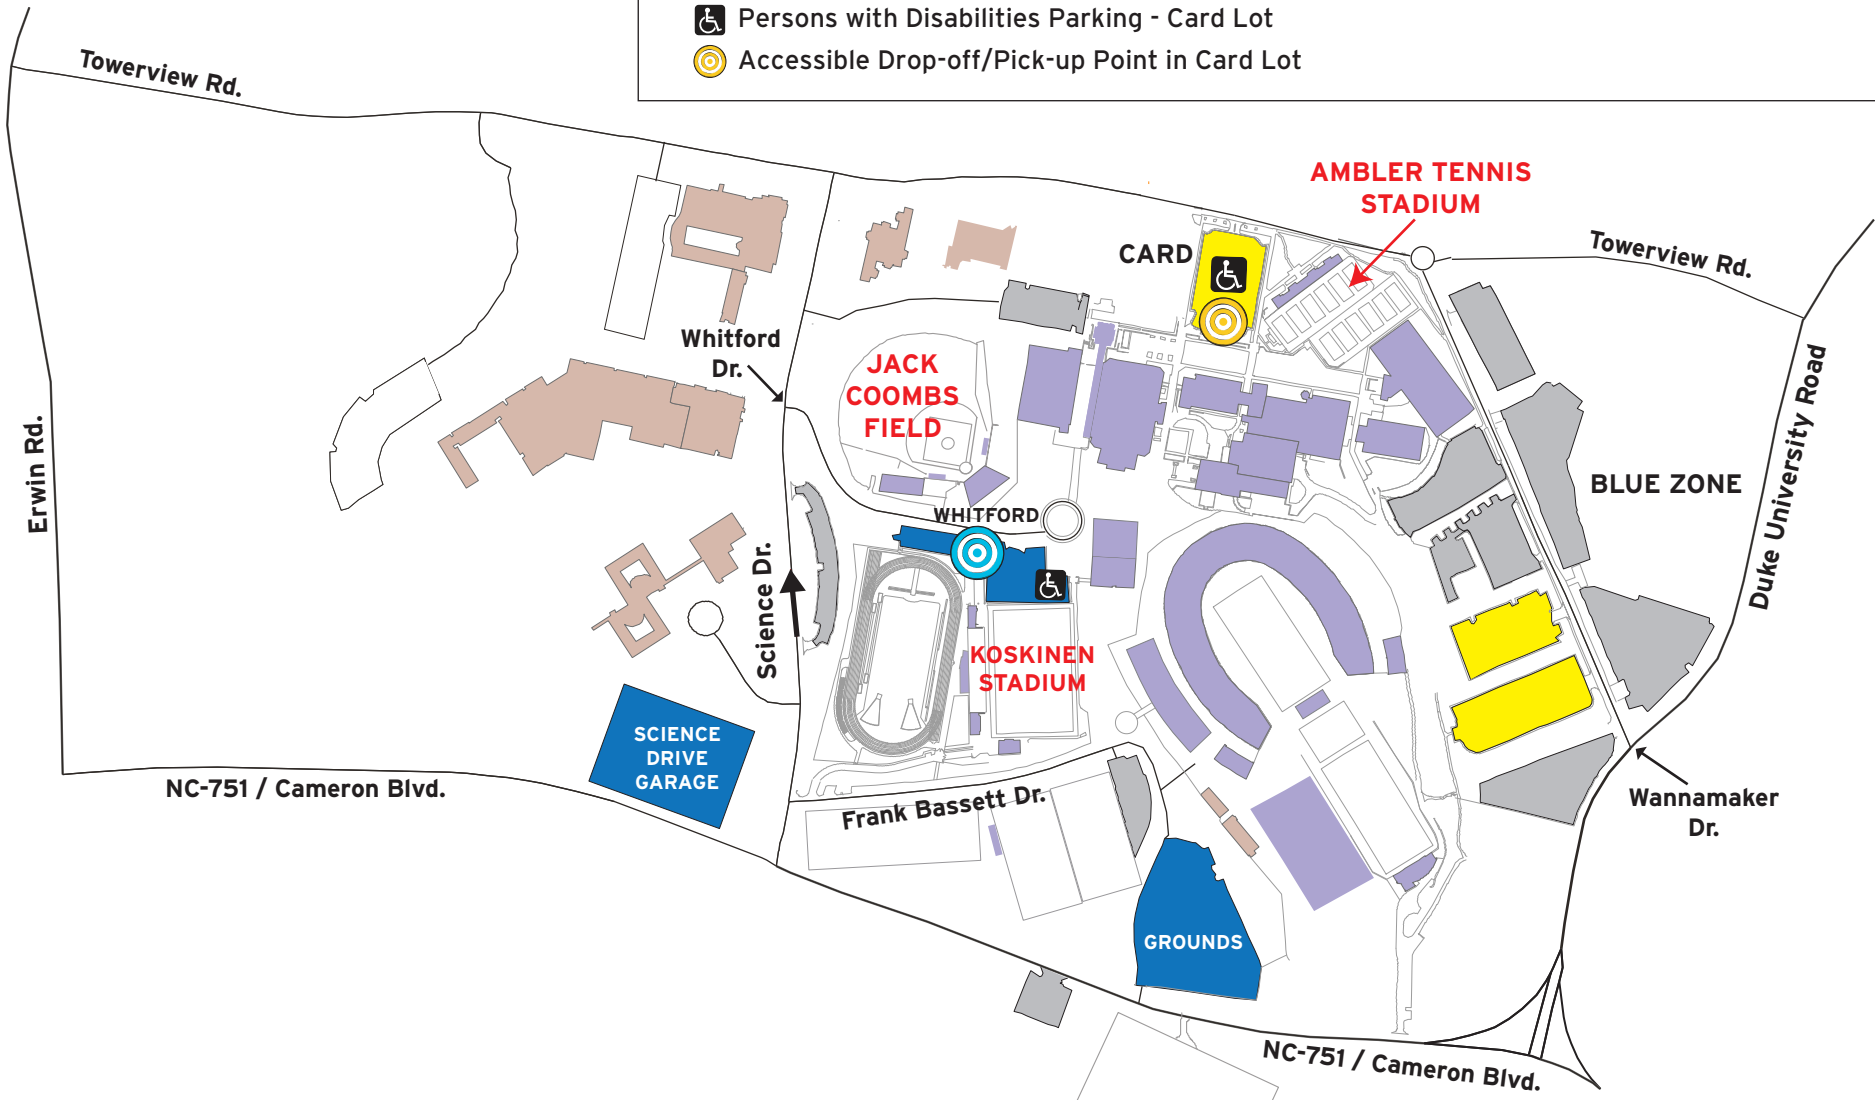 Persons with Disabilities Parking - Card Lot
Accessible Drop-off/Pick-up Point in Card Lot
Towerview Rd.
AMBLER TENNIS
STADIUM
CARD
Towerview Rd.
Whitford
Dr.
JACK
COOMBS
FIELD
Erwin Rd.
Duke University Road
BLUE ZONE
WHITFORD
Science Dr.
KOSKINEN
STADIUM
SCIENCE
DRIVE
GARAGE
NC-751 / Cameron Blvd.
Frank Bassett Dr.
Wannamaker
Dr.
GROUNDS
NC-751 / Cameron Blvd.